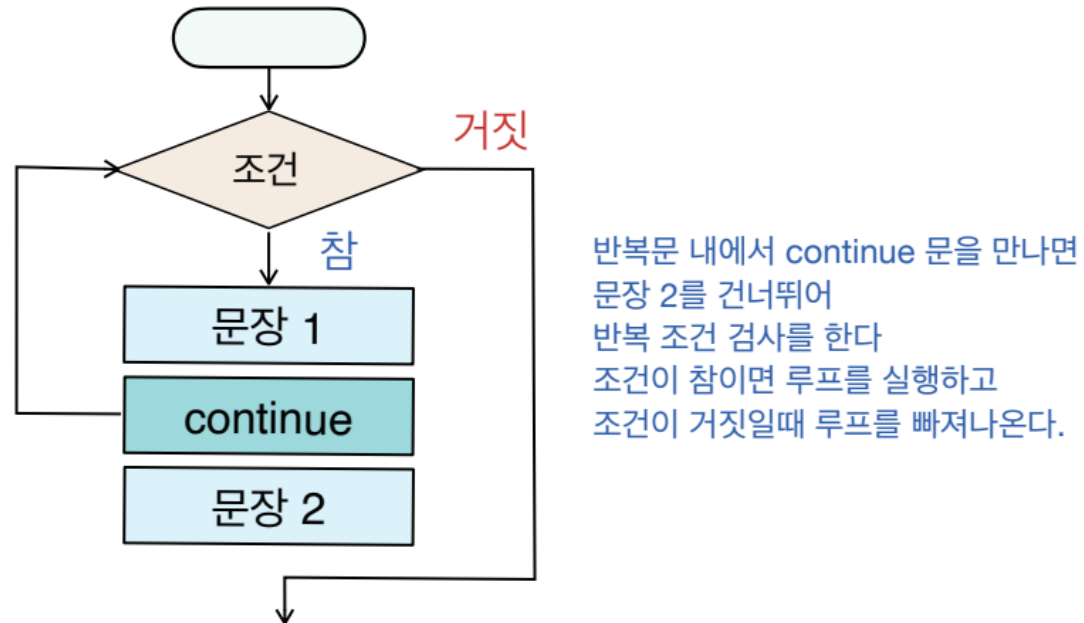 거짓
조건
참
문장 1
continue
문장 2
반복문 내에서 continue 문을 만나면
문장 2를 건너뛰어
반복 조건 검사를 한다
조건이 참이면 루프를 실행하고
조건이 거짓일때 루프를 빠져나온다.